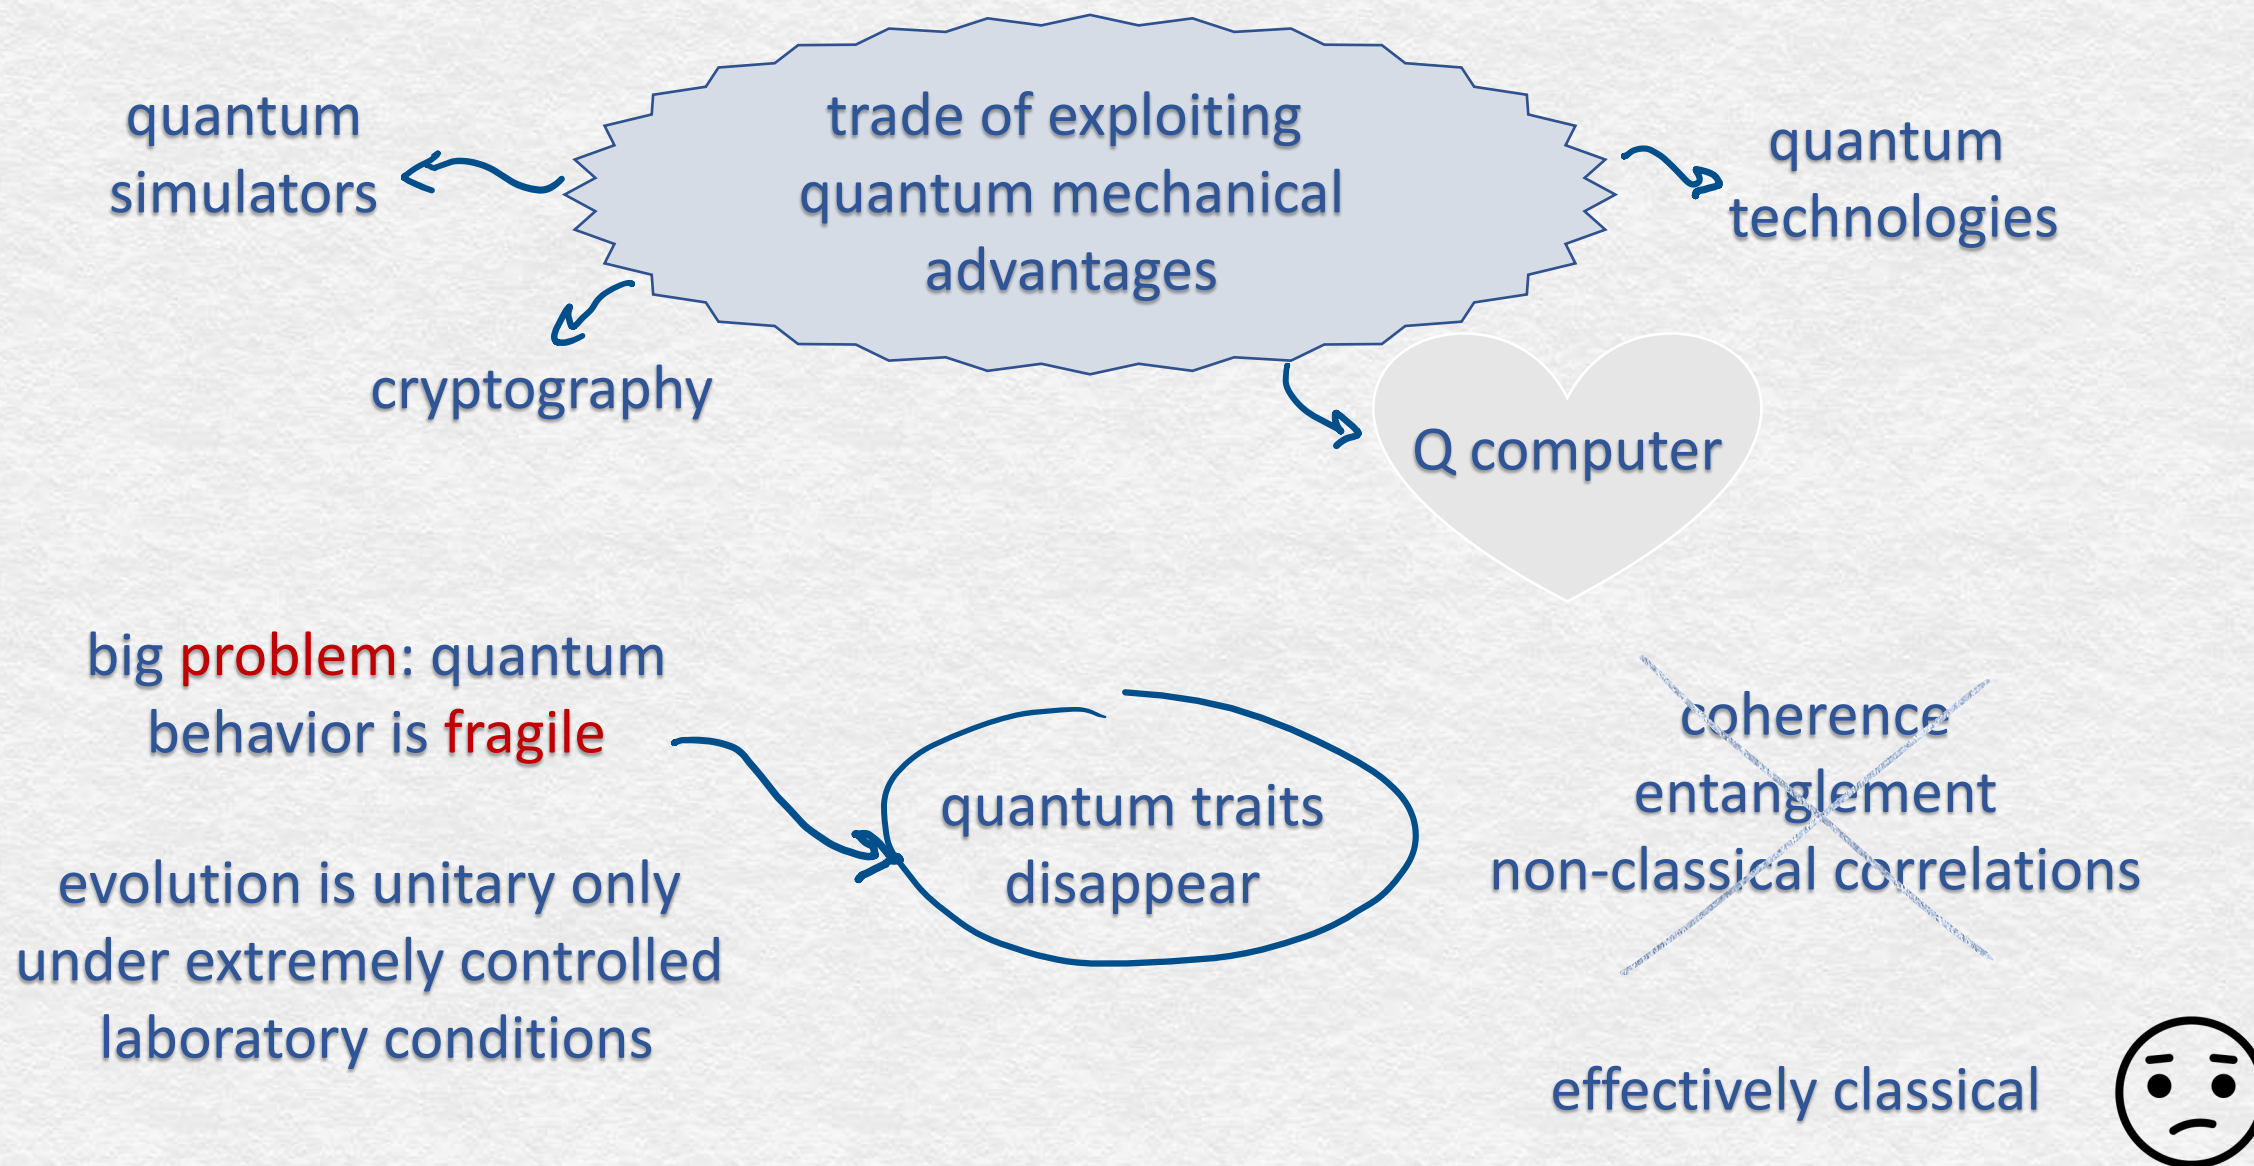 trade of exploiting
quantum mechanical
advantages
quantum
simulators
quantum
technologies
cryptography
Q computer
big problem: quantum
behavior is fragile
evolution is unitary only
under extremely controlled
laboratory conditions
quantum traits
disappear
coherence
entanglement
non-classical correlations
effectively classical